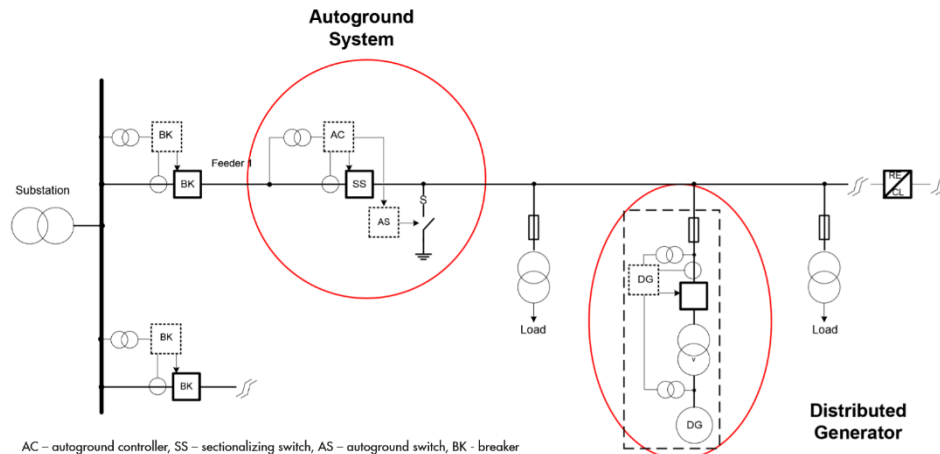 Autoground
System
BK
AC
Feeder 1
Substation
BK
SS
RE
CL
S
AS
DG
Load
Load
v
BK
BK
DG
Distributed
Generator
AC – autoground controller, SS – sectionalizing switch, AS – autoground switch, BK - breaker